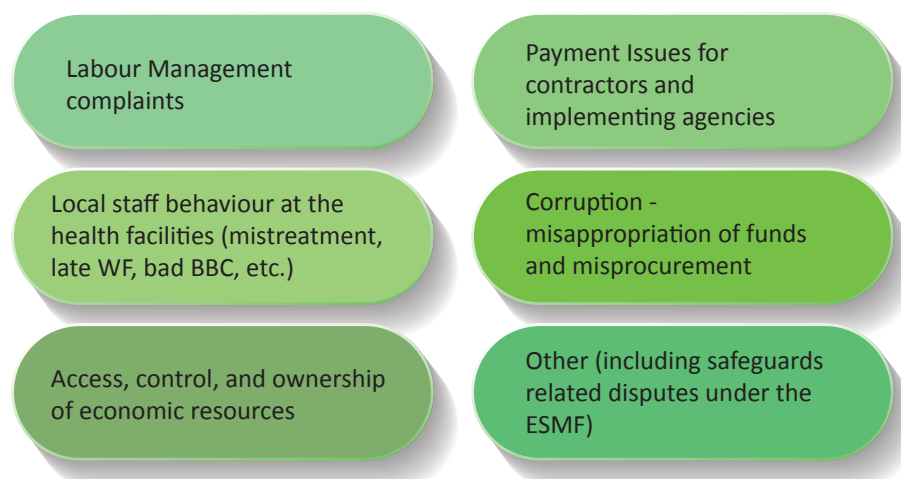 Labour Management
complaints
Payment Issues for
contractors and
implementing agencies
Local staff behaviour at the
health facilities (mistreatment,
late WF, bad BBC, etc.)
Corruption -
misappropriation of funds
and misprocurement
Access, control, and ownership
of economic resources
Other (including safeguards
related disputes under the
ESMF)